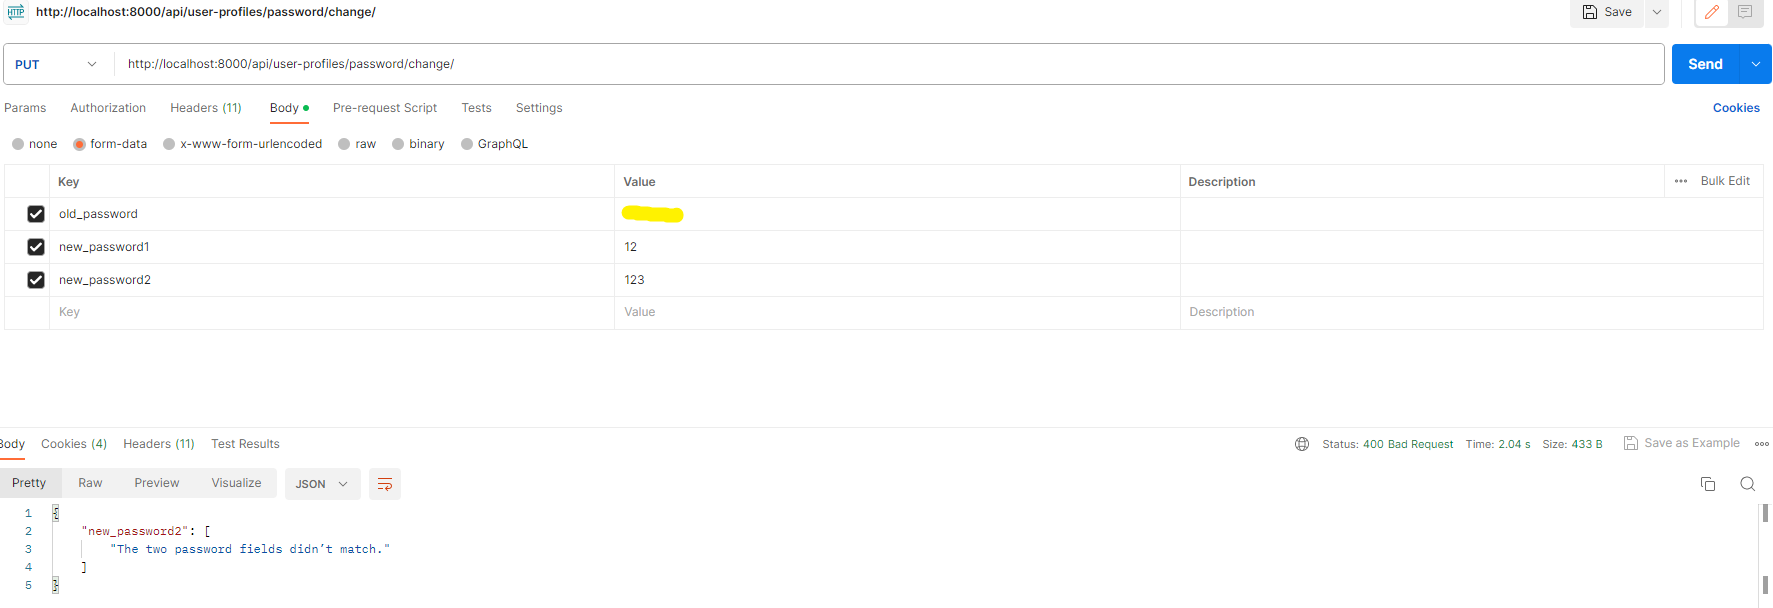 HTTP http://localhost:8000/api/user-profiles/password/change/ Save
PUT http://localhost:8000/api/user-profiles/password/change/ Send
Params Authorization Headers (11) Body Pre-request Script Tests Settings Cookies
none form-data x-www-form-urlencoded raw binary GraphQL
Key Value Description ••• Bulk Edit
old_password
new_password1 12
new_password2 123
Key Value Description
Body Cookies (4) Headers (11) Test Results Status: 400 Bad Request Time: 2.04 s Size: 433 B Save as Example
Pretty Raw Preview Visualize JSON
1 {
2 "new_password2": [
3 "The two password fields didn’t match."
4 ]
5 }